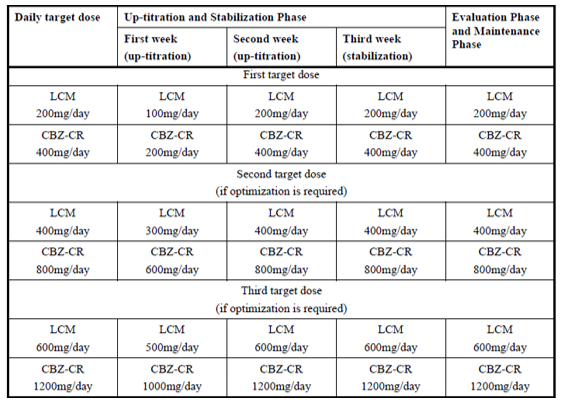 Daily target dose
Up-titration and Stabilization Phase
Evaluation Phase
and Maintenance
Phase
First week
(up-titration)
Second week
(up-titration)
Third week
(stabilization)
First target dose
LCM
200mg/day
LCM
100mg/day
LCM
200mg/day
LCM
200mg/day
LCM
200mg/day
CBZ-CR
400mg/day
CBZ-CR
200mg/day
CBZ-CR
400mg/day
CBZ-CR
400mg/day
CBZ-CR
400mg/day
Second target dose
(if optimization is required)
LCM
400mg/day
LCM
300mg/day
LCM
400mg/day
LCM
400mg/day
LCM
400mg/day
CBZ-CR
800mg/day
CBZ-CR
600mg/day
CBZ-CR
800mg/day
CBZ-CR
800mg/day
CBZ-CR
800mg/day
Third target dose
(if optimization is required)
LCM
600mg/day
LCM
500mg/day
LCM
600mg/day
LCM
600mg/day
LCM
600mg/day
CBZ-CR
1200mg/day
CBZ-CR
1000mg/day
CBZ-CR
1200mg/day
CBZ-CR
1200mg/day
CBZ-CR
1200mg/day